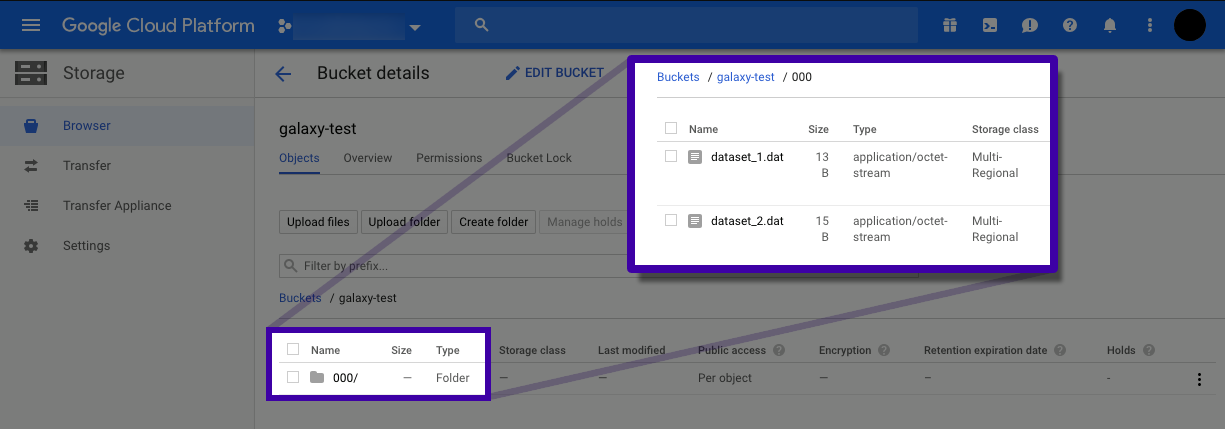 Google Cloud Platform
Storage
Bucket details
EDIT BUCKET
Browser
Transfer
Transfer Appliance
Settings
galaxy-test
Objects Overview Permissions Bucket Lock
Upload files Upload folder Create folder Manage holds
Filter by prefix...
Buckets / galaxy-test
Name Size Type Storage class Last modified Public access Encryption Retention expiration date Holds
000/ — Folder — — Per object — – -
Buckets / galaxy-test / 000
Name Size Type Storage class
dataset_1.dat 13 application/octet- Multi-
B stream Regional
dataset_2.dat 15 application/octet- Multi-
B stream Regional